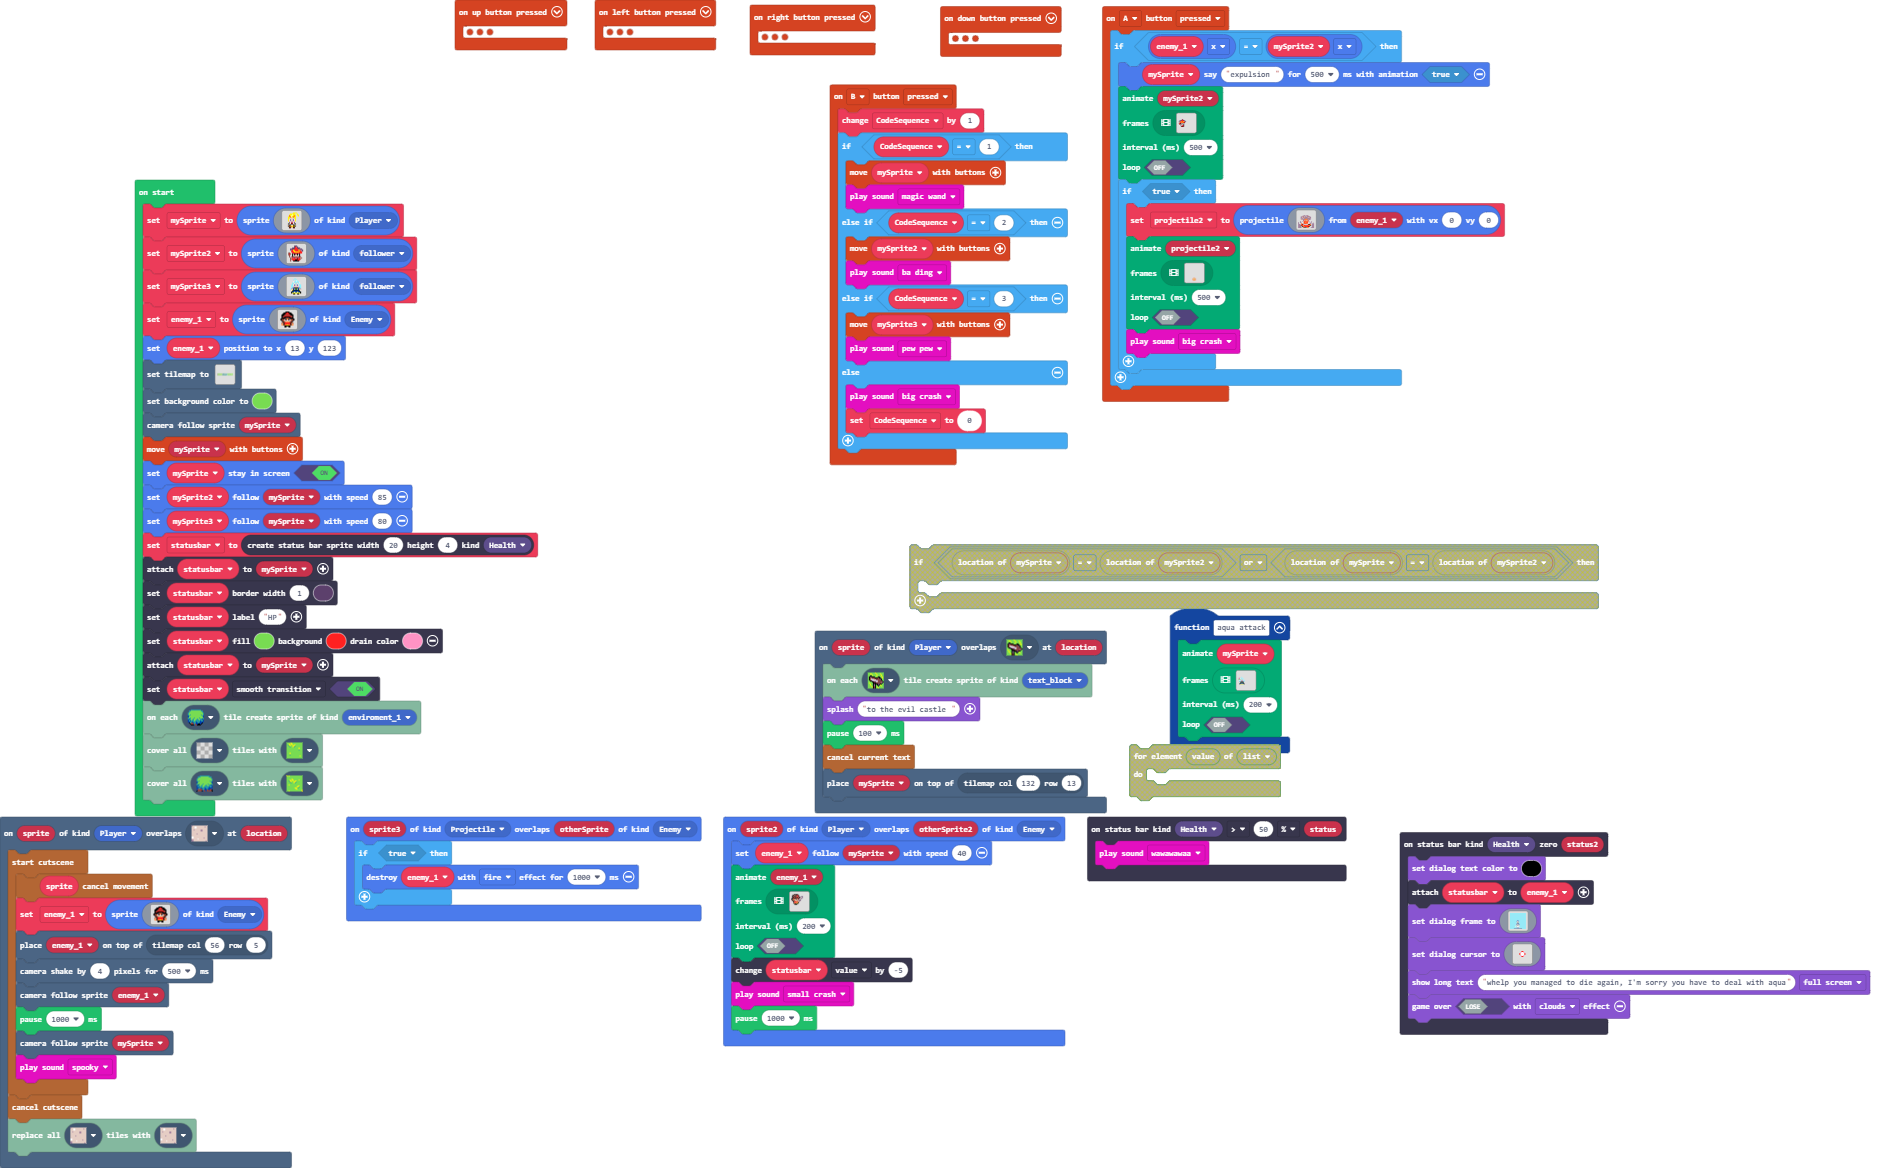 on up button pressed
on left button pressed
on right button pressed
on down button pressed
on A button pressed
if enemy_1 x = mySprite2 x then
mySprite say "expulsion " for 500 ms with animation true
animate mySprite2
frames
interval (ms) 500
loop OFF
if true then
set projectile2 to projectile from enemy_1 with vx 0 vy 0
animate projectile2
frames
interval (ms) 500
loop OFF
play sound big crash
on B button pressed
change CodeSequence by 1
if CodeSequence = 1 then
move mySprite with buttons
play sound magic wand
else if CodeSequence = 2 then
move mySprite2 with buttons
play sound ba ding
else if CodeSequence = 3 then
move mySprite3 with buttons
play sound pew pew
else
play sound big crash
set CodeSequence to 0
on start
set mySprite to sprite of kind Player
set mySprite2 to sprite of kind follower
set mySprite3 to sprite of kind follower
set enemy_1 to sprite of kind Enemy
set enemy_1 position to x 13 y 123
set tilemap to
set background color to
camera follow sprite mySprite
move mySprite with buttons
set mySprite stay in screen ON
set mySprite2 follow mySprite with speed 85
set mySprite3 follow mySprite with speed 80
set statusbar to create status bar sprite width 20 height 4 kind Health
attach statusbar to mySprite
set statusbar border width 1
set statusbar label "HP"
set statusbar fill background drain color
attach statusbar to mySprite
set statusbar smooth transition ON
on each tile create sprite of kind enviroment_1
cover all tiles with
cover all tiles with
if location of mySprite = location of mySprite2 or location of mySprite = location of mySprite2 then
function aqua attack
animate mySprite
frames
interval (ms) 200
loop OFF
for element value of list
do
on sprite of kind Player overlaps at location
on each tile create sprite of kind text_block
splash "to the evil castle "
pause 100 ms
cancel current text
place mySprite on top of tilemap col 132 row 13
on sprite of kind Player overlaps at location
start cutscene
sprite cancel movement
set enemy_1 to sprite of kind Enemy
place enemy_1 on top of tilemap col 56 row 5
camera shake by 4 pixels for 500 ms
camera follow sprite enemy_1
pause 1000 ms
camera follow sprite mySprite
play sound spooky
cancel cutscene
replace all tiles with
on sprite3 of kind Projectile overlaps otherSprite of kind Enemy
if true then
destroy enemy_1 with fire effect for 1000 ms
on sprite2 of kind Player overlaps otherSprite2 of kind Enemy
set enemy_1 follow mySprite with speed 40
animate enemy_1
frames
interval (ms) 200
loop OFF
change statusbar value by -5
play sound small crash
pause 1000 ms
on status bar kind Health > 50 % status
play sound wawawawaa
on status bar kind Health zero status2
set dialog text color to
attach statusbar to enemy_1
set dialog frame to
set dialog cursor to
show long text "whelp you managed to die again, I'm sorry you have to deal with aqua" full screen
game over LOSE with clouds effect